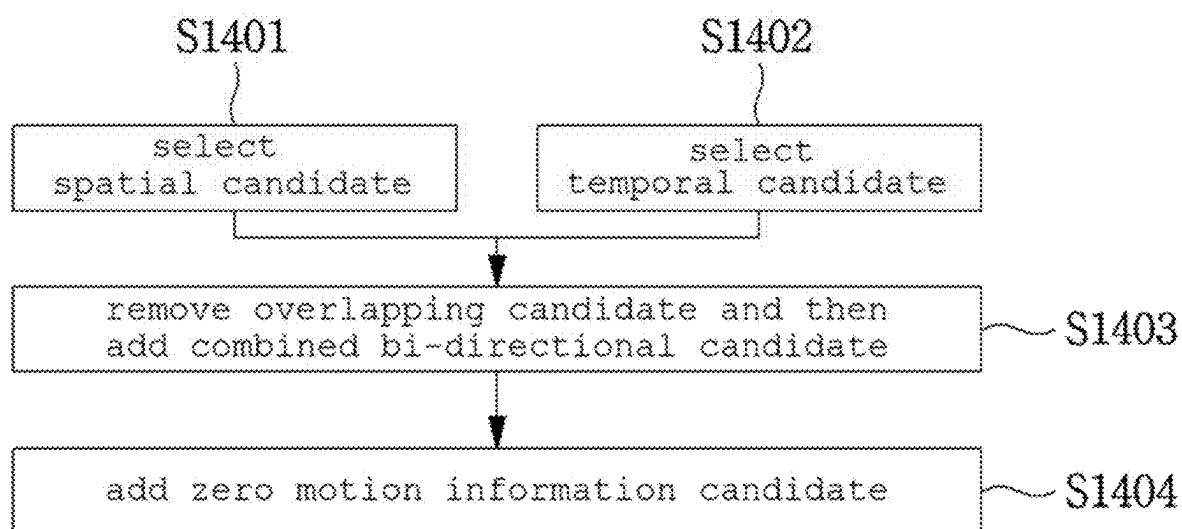 S1401
S1402
select
spatial candidate
select
temporal candidate
remove overlapping candidate and then
add combined bi-directional candidate
S1403
add zero motion information candidate
S1404